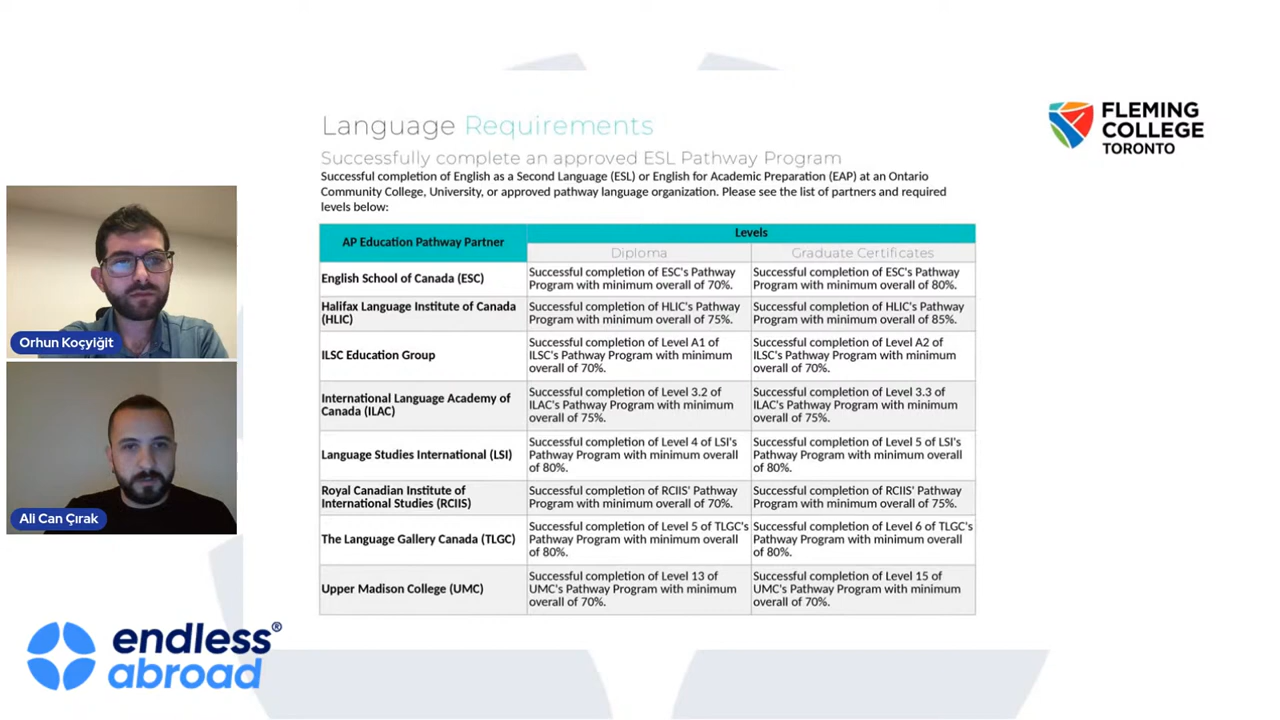 FLEMING
COLLEGE
TORONTO
Language Requirements
Successfully complete an approved ESL Pathway Program
Successful completion of English as a Second Language (ESL) or English for Academic Preparation (EAP) at an Ontario
Community College, University, or approved pathway language organization. Please see the list of partners and required
levels below:
AP Education Pathway Partner
Levels
Diploma
Graduate Certificates
English School of Canada (ESC)
Successful completion of ESC's Pathway
Program with minimum overall of 70%.
Successful completion of ESC's Pathway
Program with minimum overall of 80%.
Halifax Language Institute of Canada
(HLIC)
Successful completion of HLIC's Pathway
Program with minimum overall of 75%.
Successful completion of HLIC's Pathway
Program with minimum overall of 85%.
ILSC Education Group
Successful completion of Level A1 of
ILSC's Pathway Program with minimum
overall of 70%.
Successful completion of Level A2 of
ILSC's Pathway Program with minimum
overall of 70%.
International Language Academy of
Canada (ILAC)
Successful completion of Level 3.2 of
ILAC's Pathway Program with minimum
overall of 75%.
Successful completion of Level 3.3 of
ILAC's Pathway Program with minimum
overall of 75%.
Language Studies International (LSI)
Successful completion of Level 4 of LSI's
Pathway Program with minimum overall
of 80%.
Successful completion of Level 5 of LSI's
Pathway Program with minimum overall
of 80%.
Royal Canadian Institute of
International Studies (RCIIS)
Successful completion of RCIIS' Pathway
Program with minimum overall of 70%.
Successful completion of RCIIS' Pathway
Program with minimum overall of 75%.
The Language Gallery Canada (TLGC)
Successful completion of Level 5 of TLGC's
Pathway Program with minimum overall
of 80%.
Successful completion of Level 6 of TLGC's
Pathway Program with minimum overall
of 80%.
Upper Madison College (UMC)
Successful completion of Level 13 of
UMC's Pathway Program with minimum
overall of 70%.
Successful completion of Level 15 of
UMC's Pathway Program with minimum
overall of 70%.
Orhun Koçyiğit
Ali Can Çırak
endless®
abroad